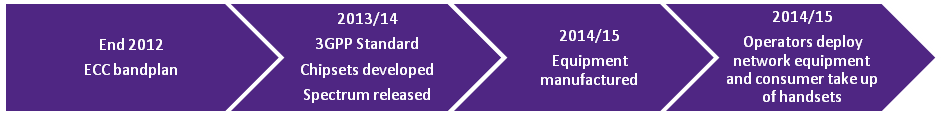 End 2012
ECC bandplan
2013/14
3GPP Standard
Chipsets developed
Spectrum released
2014/15
Equipment
manufactured
2014/15
Operators deploy
network equipment
and consumer take up
of handsets